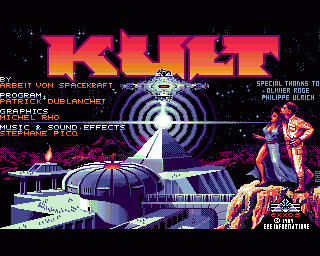 KULT
BY
ARBEIT VON SPACEKRAFT
PROGRAM
PATRICK DUBLANCHET
GRAPHICS
MICHEL RHO
MUSIC & SOUND EFFECTS
STEPHANE PICQ
SPECIAL THANKS TO
OLIVIER ROGE
PHILIPPE ULRICH
EXXOS
© 1989
ERE INFORMATIQUE